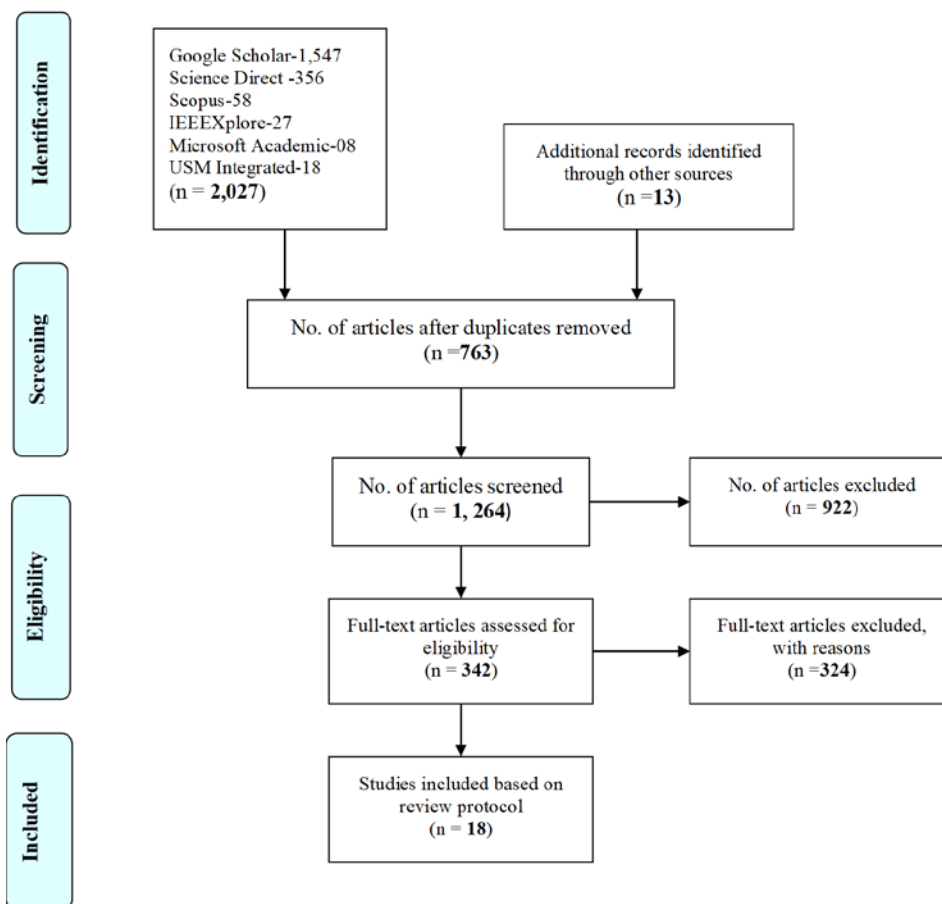 Identification
Google Scholar-1,547
Science Direct -356
Scopus-58
IEEEXplore-27
Microsoft Academic-08
USM Integrated-18
(n = 2,027)
Additional records identified
through other sources
(n =13)
Screening
No. of articles after duplicates removed
(n =763)
Eligibility
No. of articles screened
(n = 1, 264)
No. of articles excluded
(n = 922)
Full-text articles assessed for
eligibility
(n = 342)
Full-text articles excluded,
with reasons
(n =324)
Included
Studies included based on
review protocol
(n = 18)